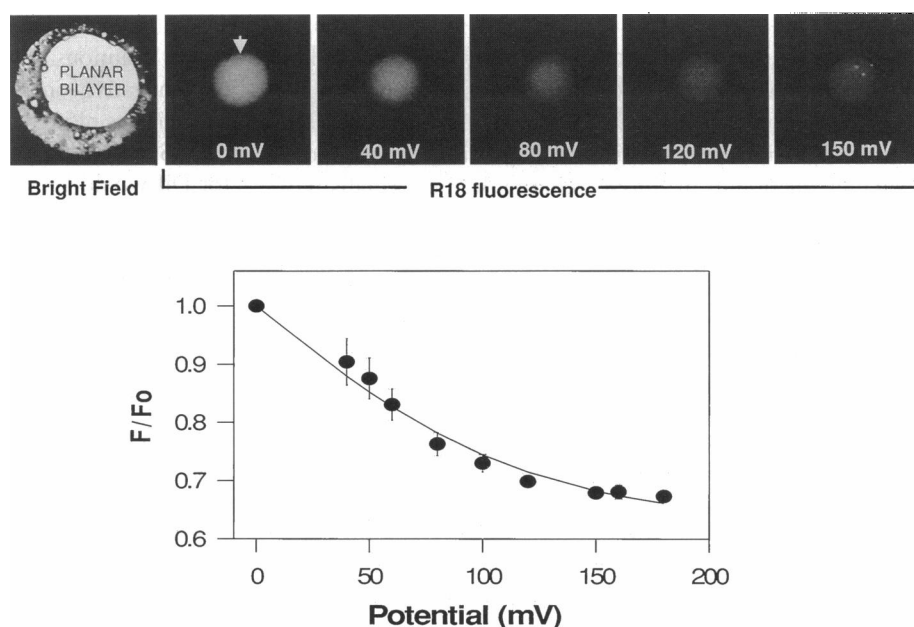 PLANAR
BILAYER
0 mV
40 mV
80 mV
120 mV
150 mV
Bright Field
R18 fluorescence
1.0
0.9
0.8
0.7
0.6
F/Fo
0
50
100
150
200
Potential (mV)